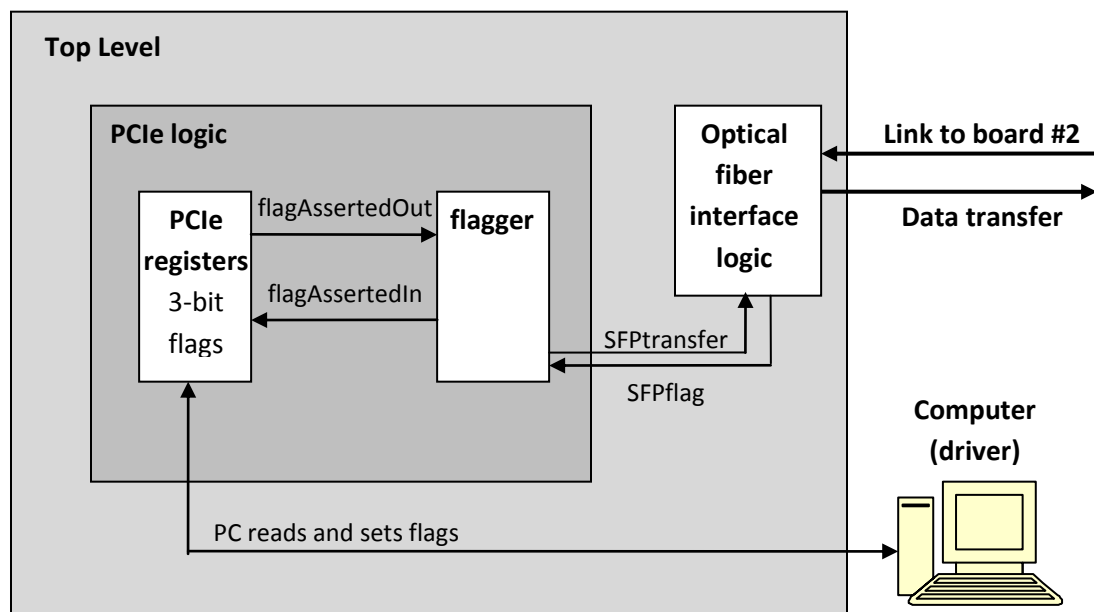 Top Level
PCIe logic
PCIe
registers
3-bit
flags
flagAssertedOut
flagAssertedIn
flagger
SFPtransfer
SFPflag
Optical
fiber
interface
logic
Link to board #2
Data transfer
Computer
(driver)
PC reads and sets flags